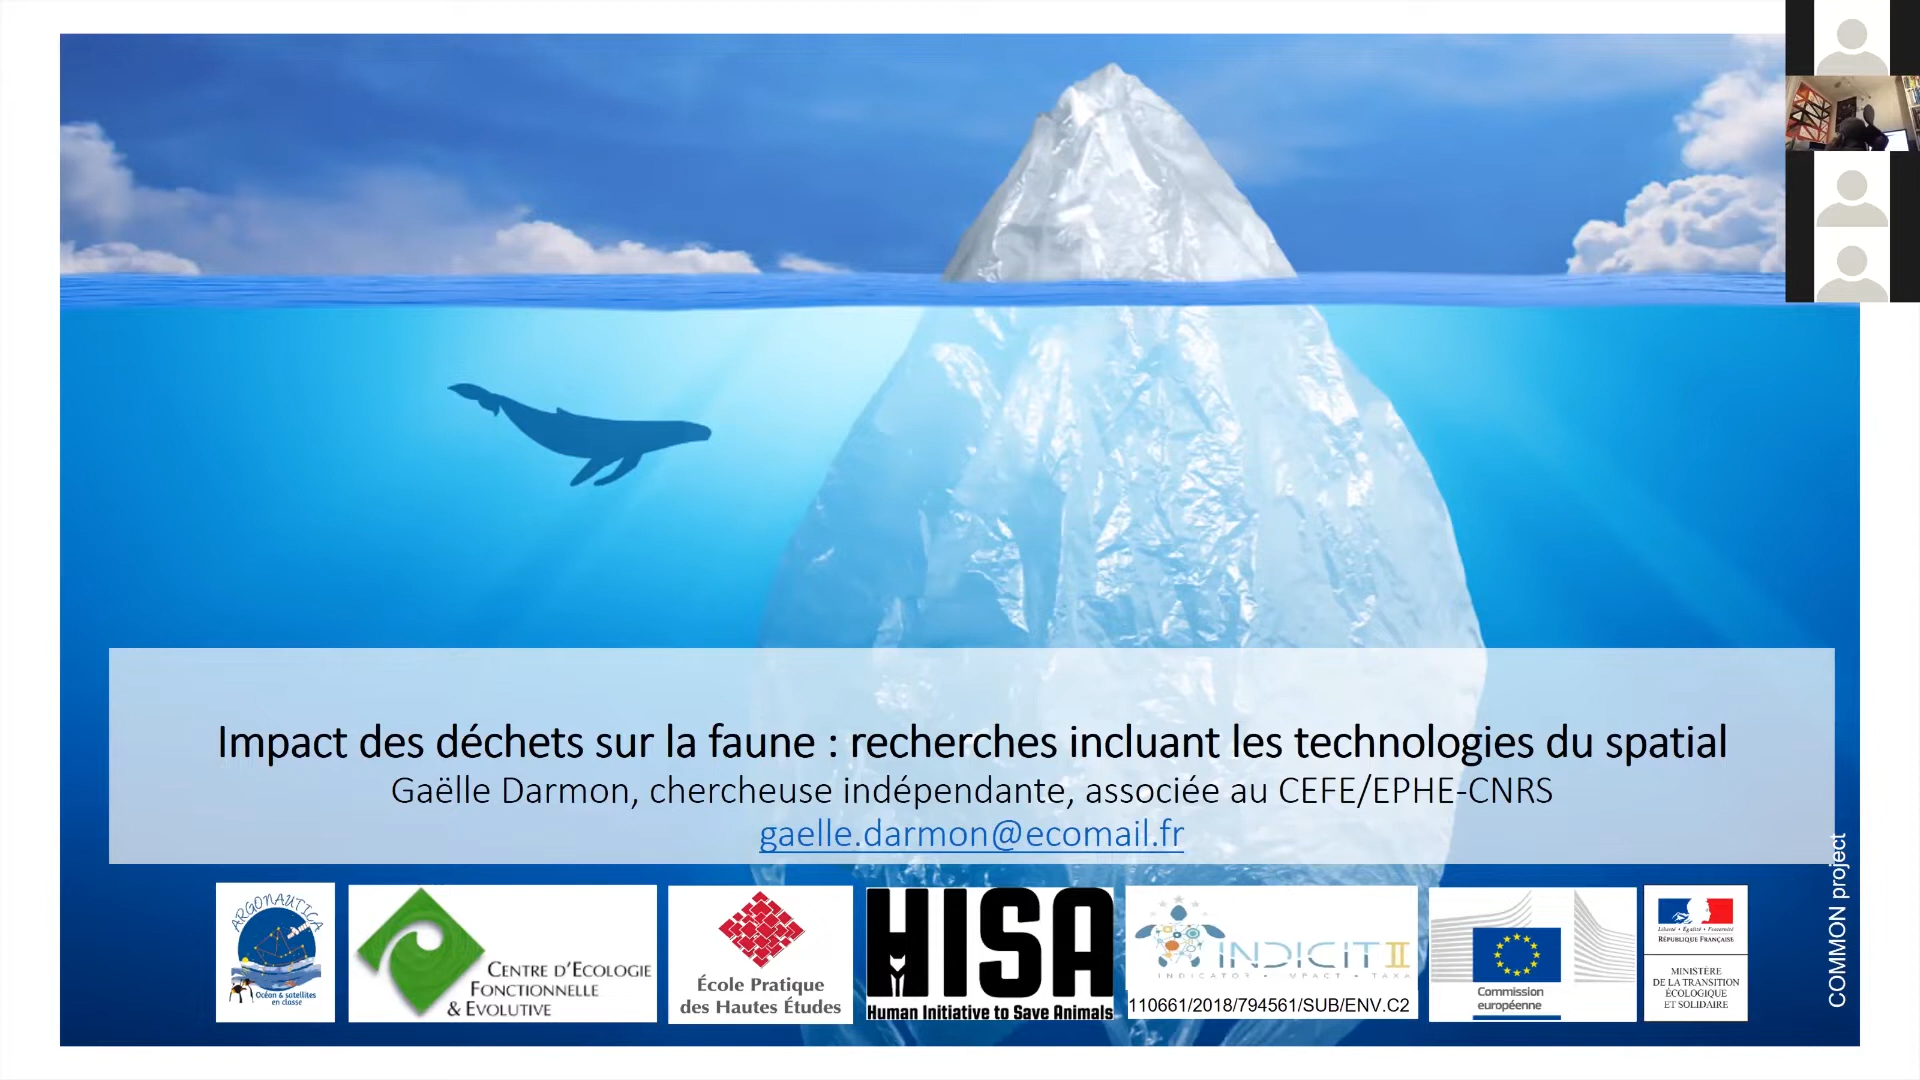 Impact des déchets sur la faune : recherches incluant les technologies du spatial
Gaëlle Darmon, chercheuse indépendante, associée au CEFE/EPHE-CNRS
gaelle.darmon@ecomail.fr
COMMON project
ARGONAUTICA
Océan & satellites
en classe
CENTRE D'ECOLOGIE
FONCTIONNELLE
& EVOLUTIVE
École Pratique
des Hautes Études
HISA
Human Initiative to Save Animals
INDICIT II
110661/2018/794561/SUB/ENV.C2
Commission
européenne
Liberté • Égalité • Fraternité
RÉPUBLIQUE FRANÇAISE
MINISTÈRE
DE LA TRANSITION
ÉCOLOGIQUE
ET SOLIDAIRE